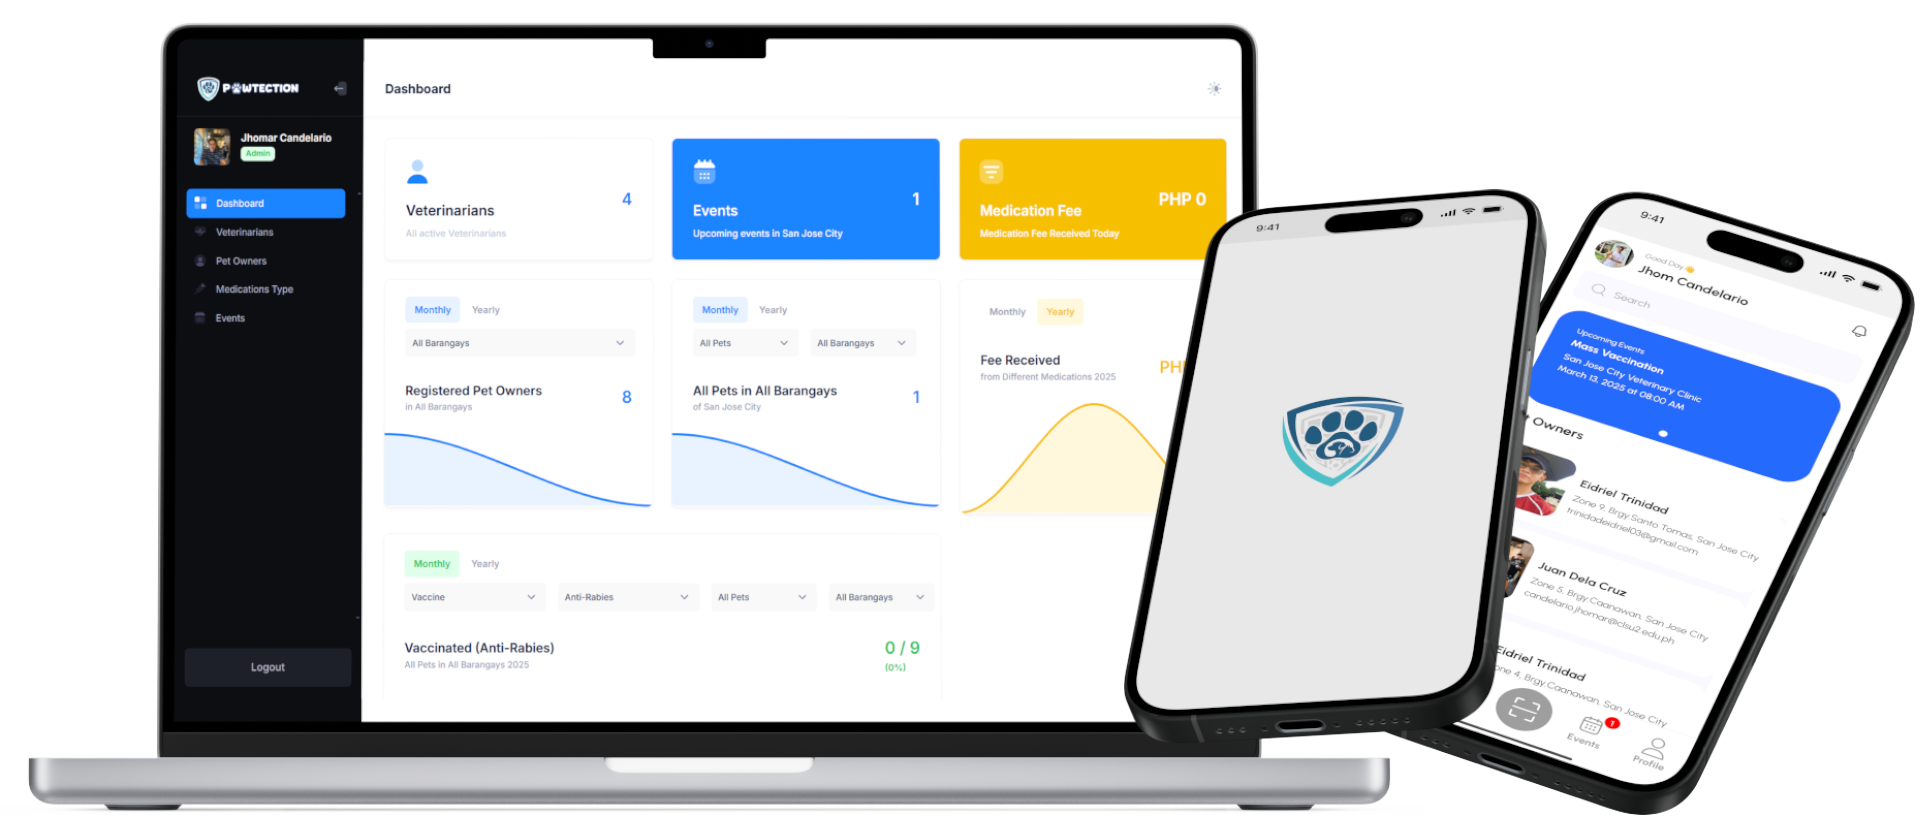 PAWTECTION
Jhomar Candelario
Admin
Dashboard
Veterinarians
Pet Owners
Medications Type
Events
Logout
Dashboard
Veterinarians
All active Veterinarians
4
Events
Upcoming events in San Jose City
1
Medication Fee
Medication Fee Received Today
PHP 0
Monthly Yearly
All Barangays
Registered Pet Owners
in All Barangays
8
Monthly Yearly
All Pets All Barangays
All Pets in All Barangays
of San Jose City
1
Monthly Yearly
Fee Received
from Different Medications 2025
PH
Monthly Yearly
Vaccine Anti-Rabies All Pets All Barangays
Vaccinated (Anti-Rabies)
All Pets in All Barangays 2025
0 / 9
(0%)
9:41
9:41
Good Day 👋
Jhom Candelario
Search
Upcoming Events
Mass Vaccination
San Jose City Veterinary Clinic
March 13, 2025 at 08:00 AM
Owners
Eidriel Trinidad
Zone 9, Brgy Santo Tomas, San Jose City
trinidadeidriel03@gmail.com
Juan Dela Cruz
Zone 5, Brgy Caanawan, San Jose City
candelario.jhomar@clsu2.edu.ph
Eidriel Trinidad
one 4, Brgy Caanawan, San Jose City
Events
1
Profile